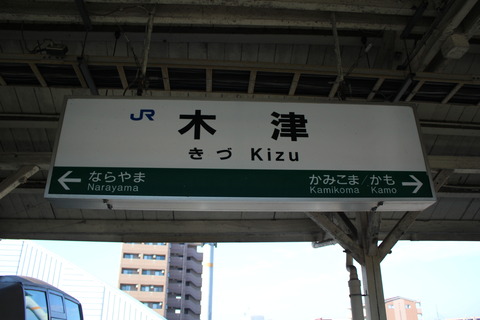 JR 木津
きづ Kizu
← ならやま かみこま/かも →
Narayama Kamikoma Kamo